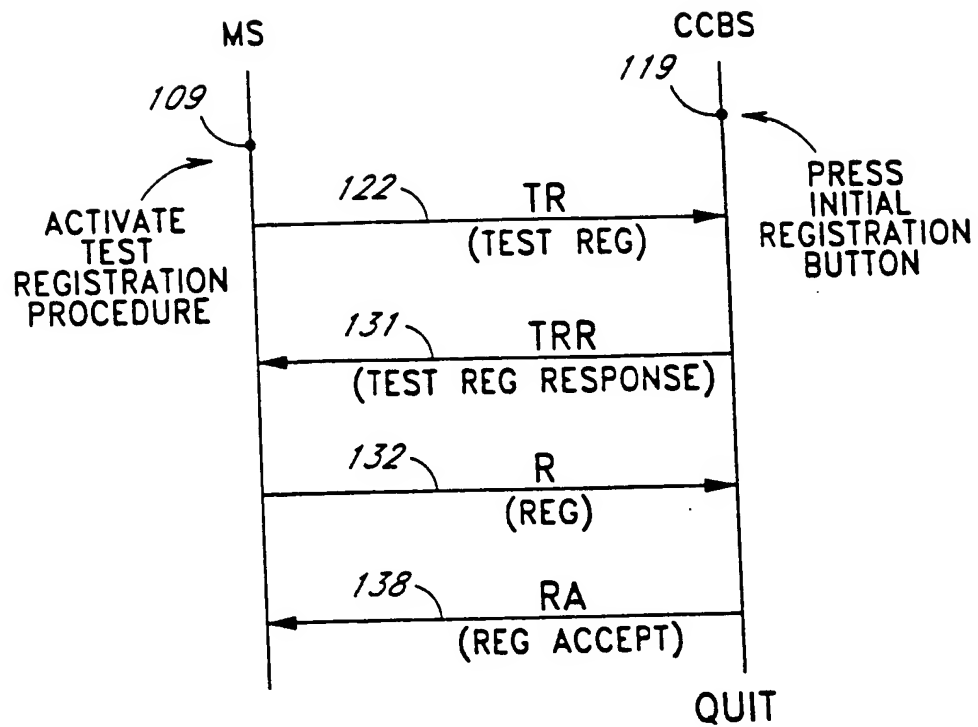 MS
CCBS
109
119
ACTIVATE
TEST
REGISTRATION
PROCEDURE
PRESS
INITIAL
REGISTRATION
BUTTON
122
TR
(TEST REG)
131
TRR
(TEST REG RESPONSE)
132
R
(REG)
138
RA
(REG ACCEPT)
QUIT